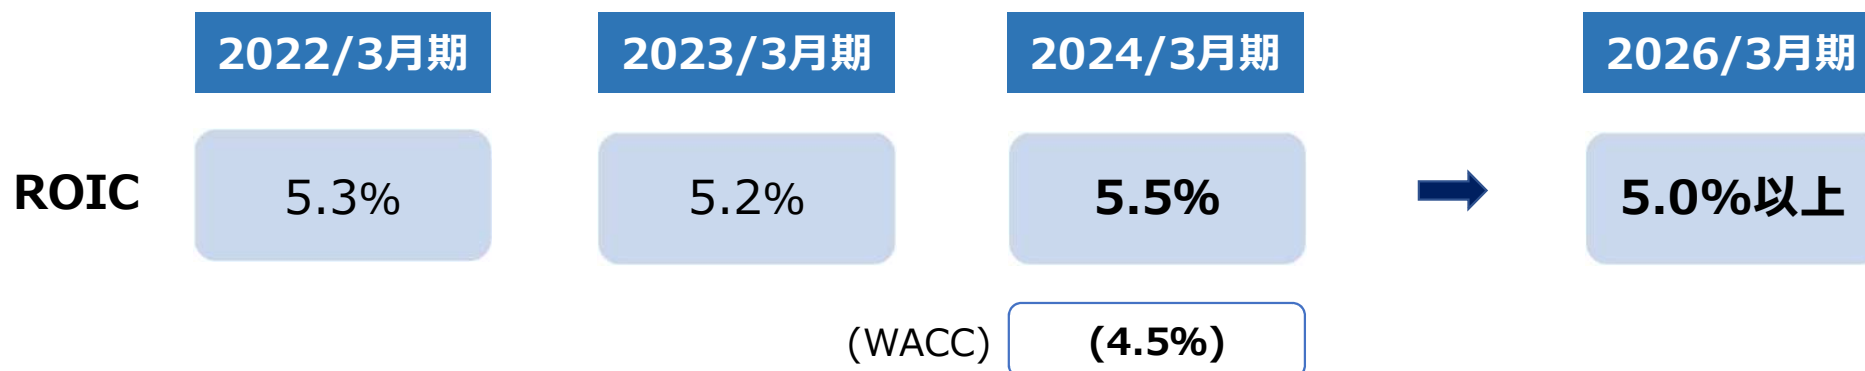 2022/3月期 2023/3月期 2024/3月期 2026/3月期
ROIC 5.3% 5.2% 5.5% 5.0%以上
(WACC) (4.5%)